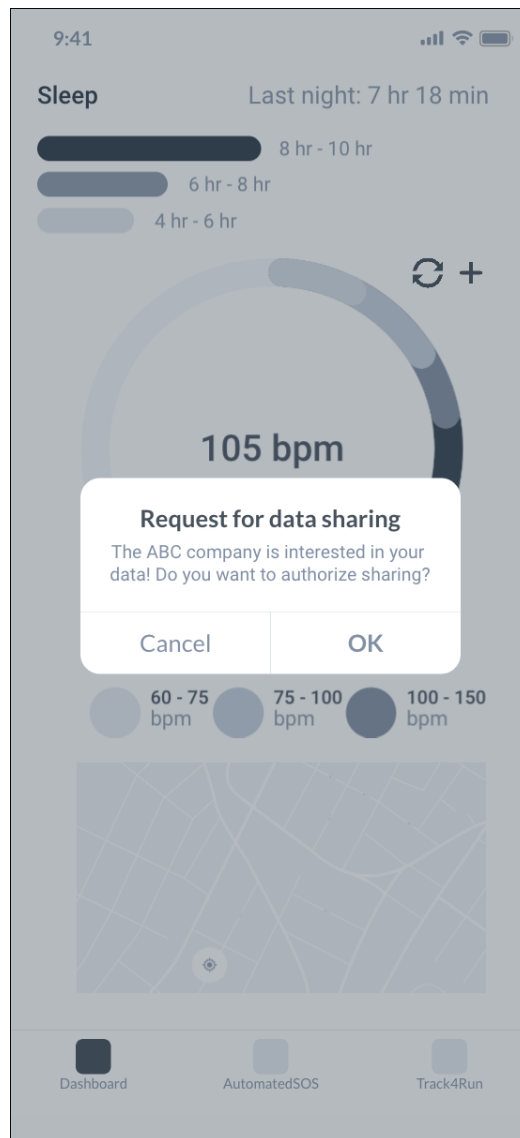 9:41
Sleep
Last night: 7 hr 18 min
8 hr - 10 hr
6 hr - 8 hr
4 hr - 6 hr
105 bpm
Request for data sharing
The ABC company is interested in your
data! Do you want to authorize sharing?
Cancel
OK
60 - 75
bpm
75 - 100
bpm
100 - 150
bpm
Dashboard
AutomatedSOS
Track4Run